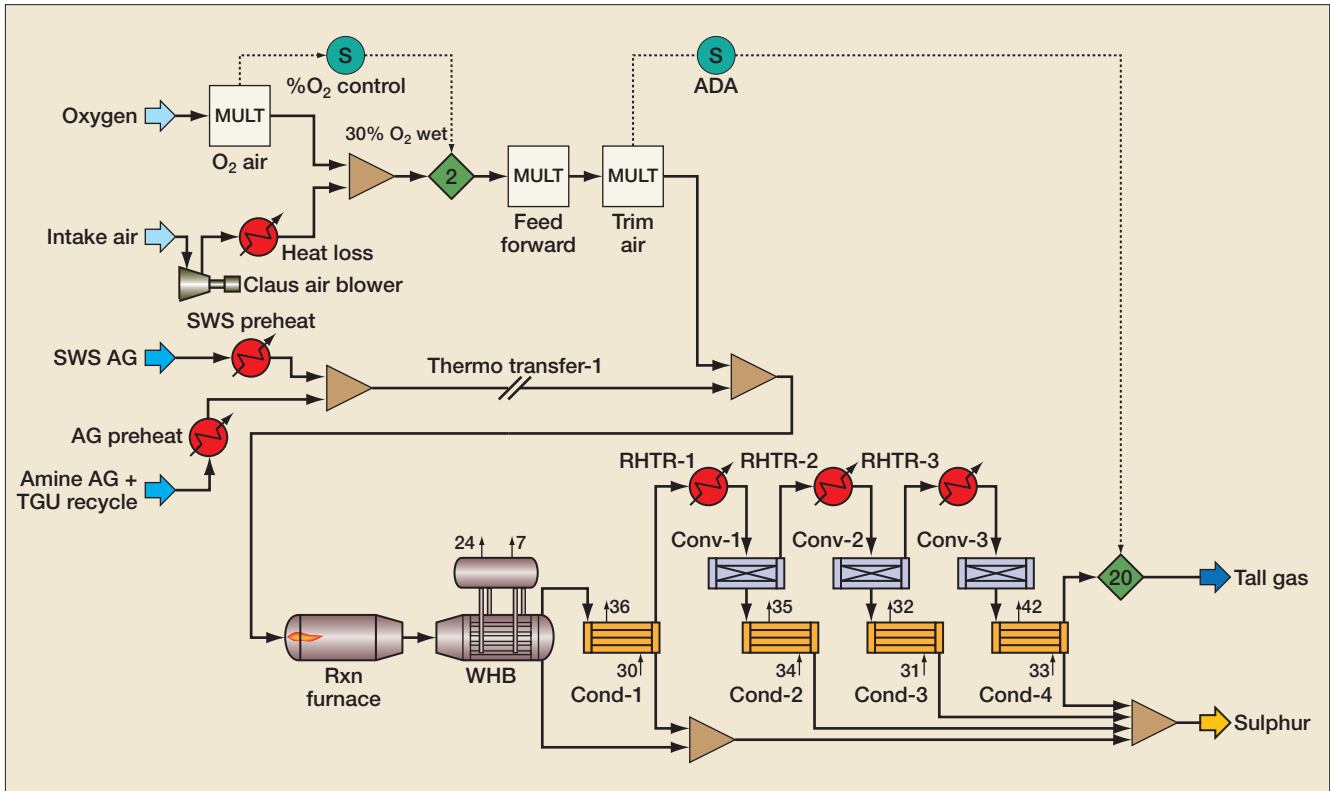 S
S
%O2 control
ADA
Oxygen
MULT
O2 air
30% O2 wet
2
MULT
MULT
Feed
forward
Trim
air
Intake air
Heat loss
Claus air blower
SWS preheat
SWS AG
Thermo transfer-1
AG preheat
Amine AG +
TGU recycle
RHTR-1
RHTR-2
RHTR-3
Conv-1
Conv-2
Conv-3
24
7
20
Tall gas
36
35
32
42
30
34
31
33
Rxn
furnace
WHB
Cond-1
Cond-2
Cond-3
Cond-4
Sulphur